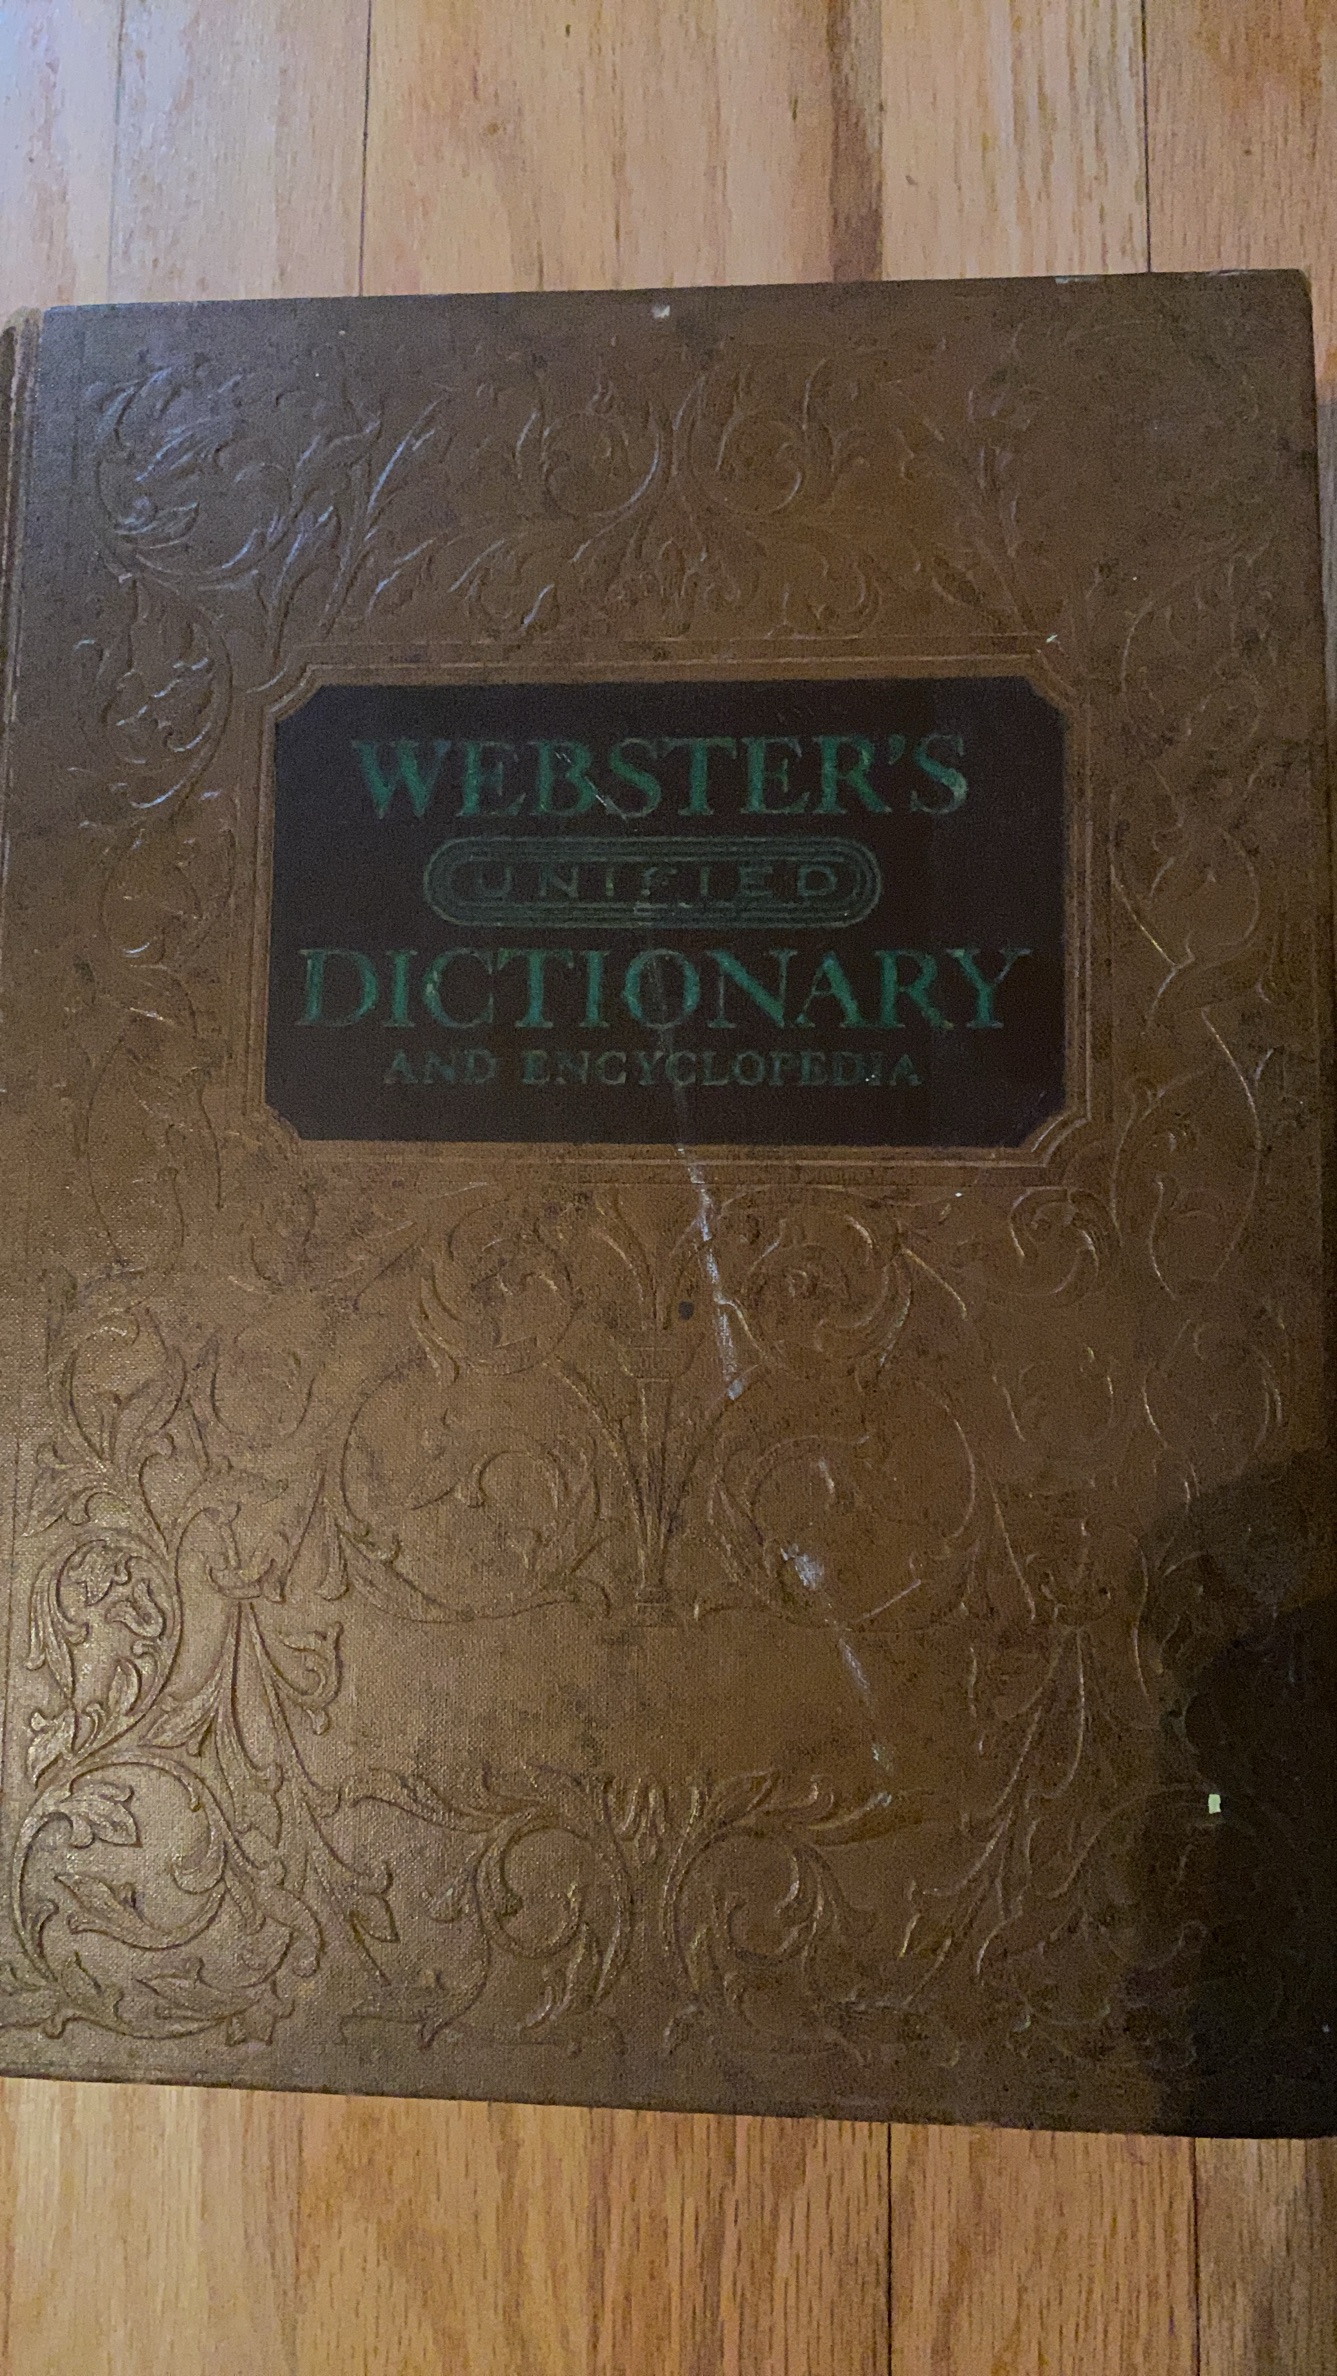 WEBSTER'S
UNIFIED
DICTIONARY
AND ENCYCLOPEDIA